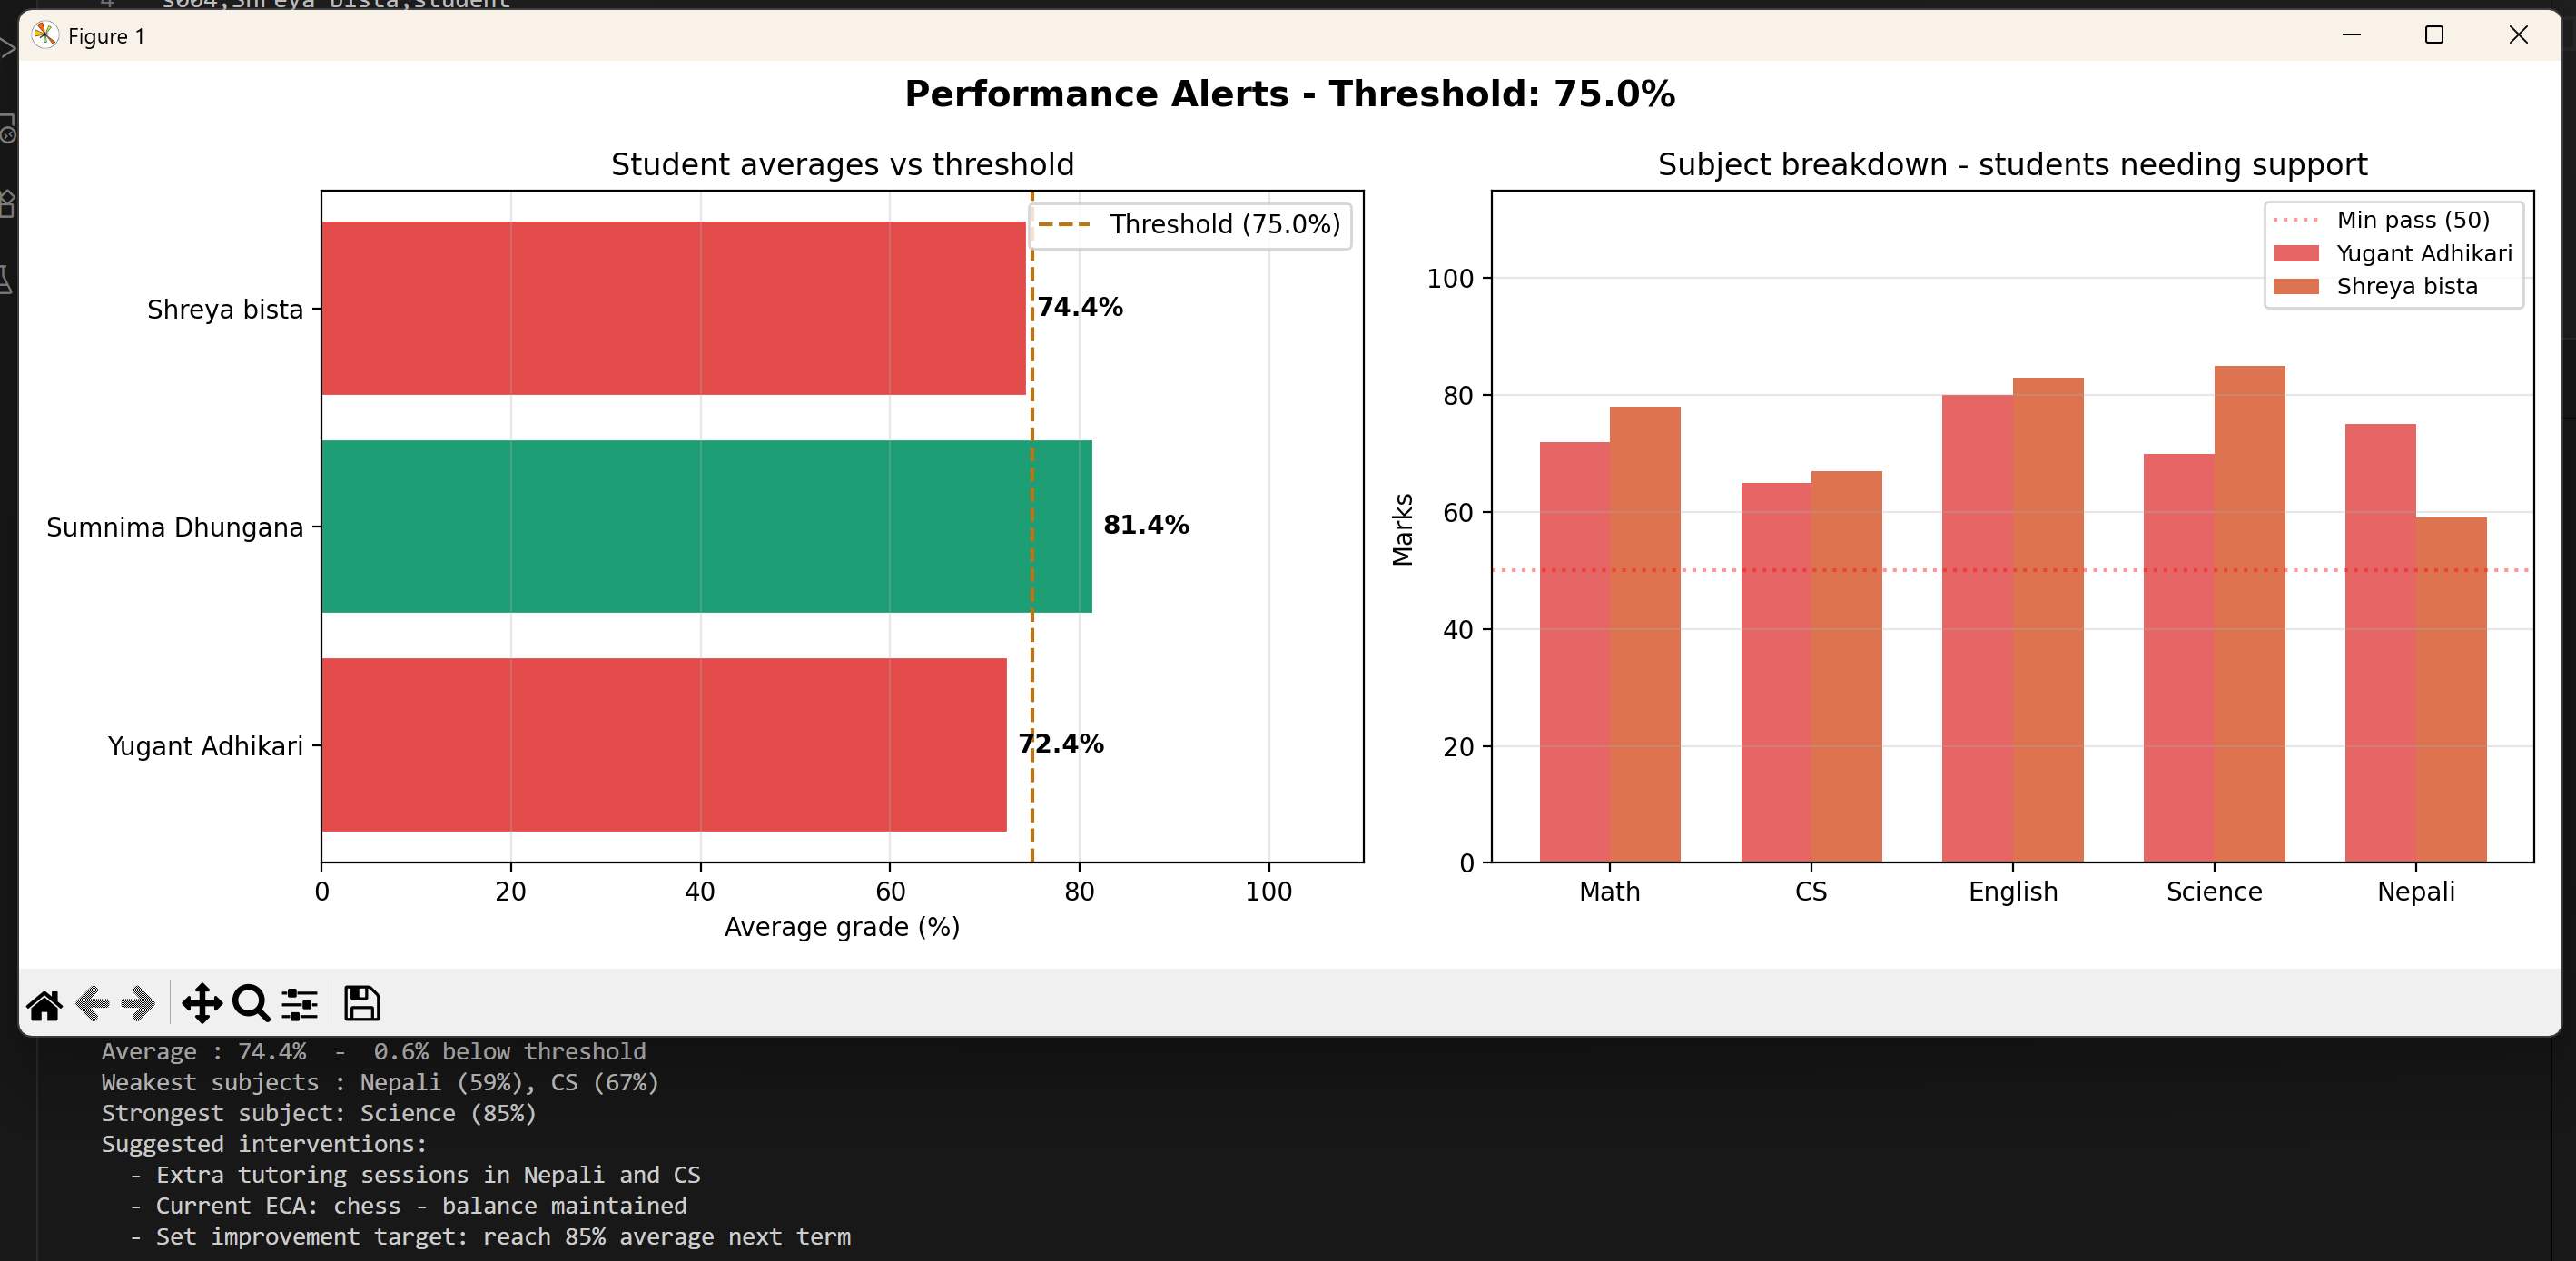 4 s004,Shreya bista,student
Figure 1
Performance Alerts - Threshold: 75.0%
Student averages vs threshold
Threshold (75.0%)
Shreya bista
74.4%
Sumnima Dhungana
81.4%
Yugant Adhikari
72.4%
0 20 40 60 80 100
Average grade (%)
Subject breakdown - students needing support
Min pass (50)
Yugant Adhikari
Shreya bista
100
80
60
40
20
0
Marks
Math CS English Science Nepali
Average : 74.4%  -  0.6% below threshold
Weakest subjects : Nepali (59%), CS (67%)
Strongest subject: Science (85%)
Suggested interventions:
- Extra tutoring sessions in Nepali and CS
- Current ECA: chess - balance maintained
- Set improvement target: reach 85% average next term